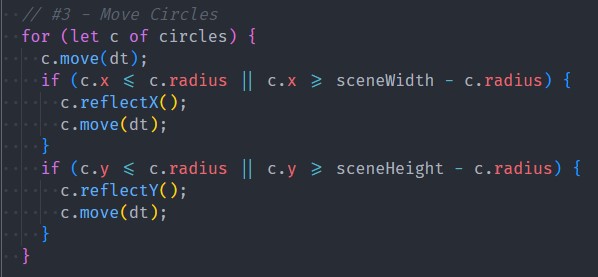 // #3 - Move Circles
for (let c of circles) {
c.move(dt);
if (c.x <= c.radius || c.x >= sceneWidth - c.radius) {
c.reflectX();
c.move(dt);
}
if (c.y <= c.radius || c.y >= sceneHeight - c.radius) {
c.reflectY();
c.move(dt);
}
}